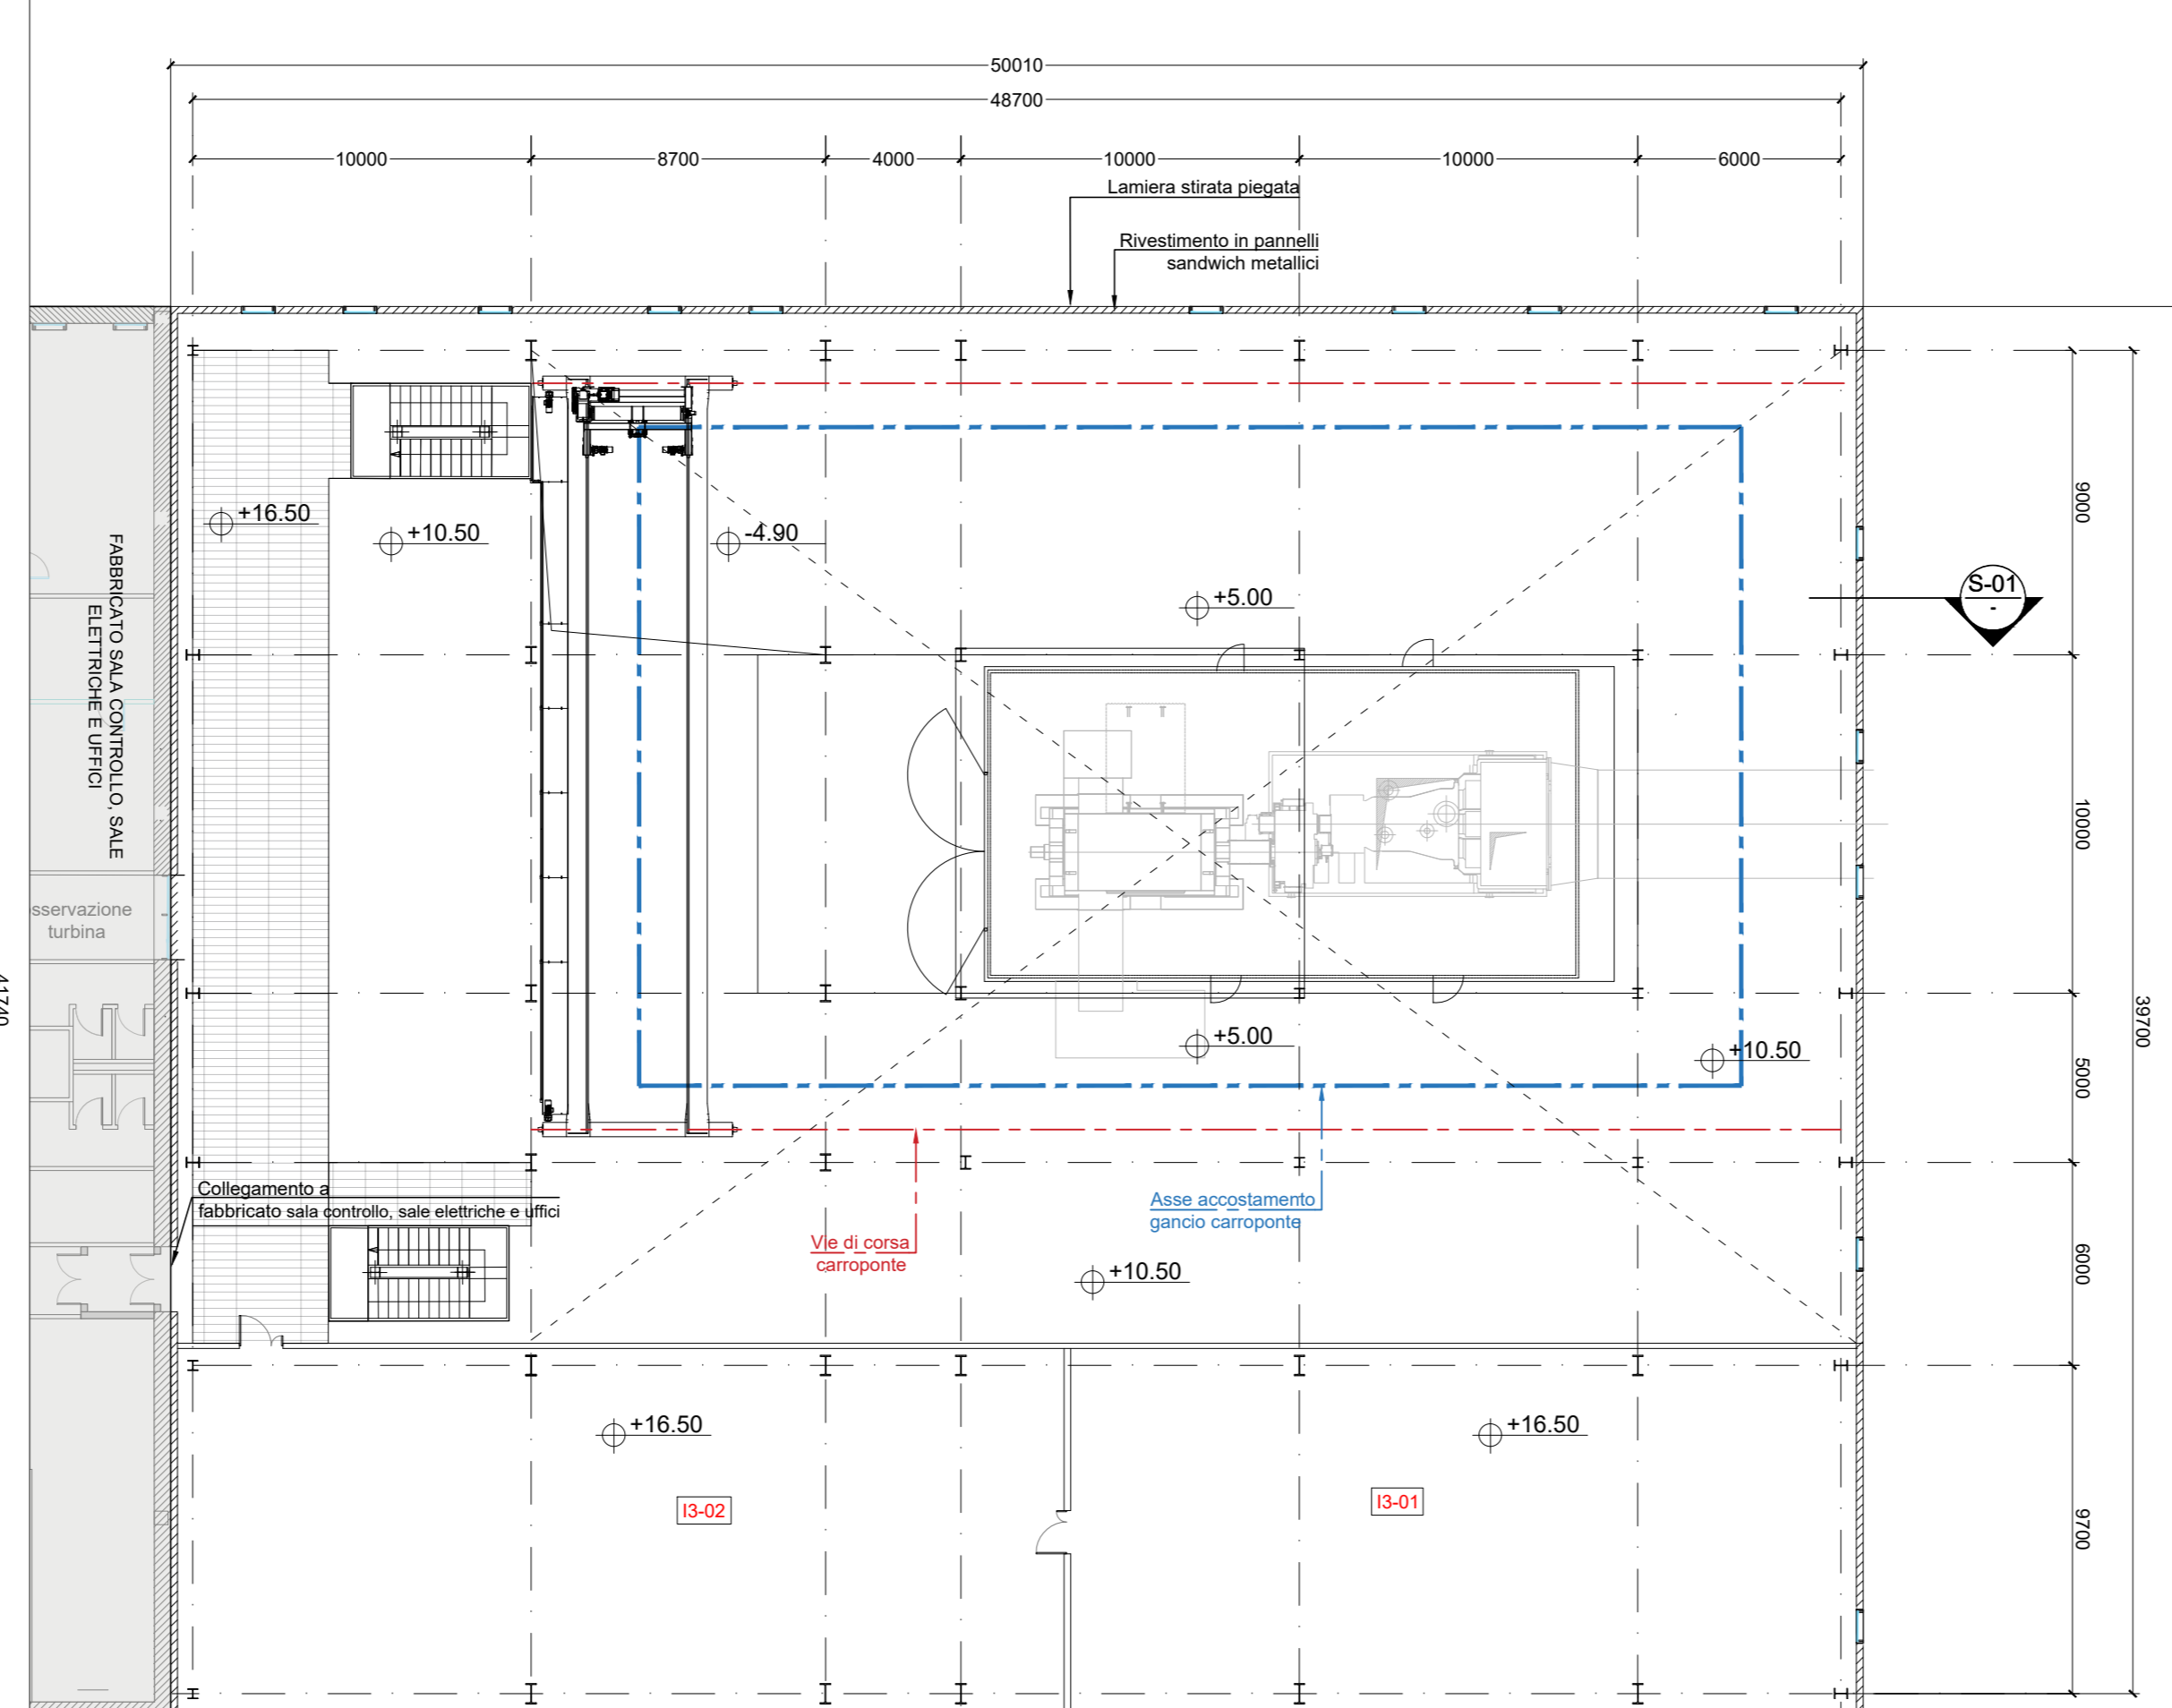 50010
48700
10000
8700
4000
10000
10000
6000
Lamiera stirata piegata
Rivestimento in pannelli
sandwich metallici
+16.50
+10.50
-4.90
+5.00
S-01
-
9000
FABBRICATO SALA CONTROLLO, SALE
ELETTRICHE E UFFICI
10000
sservazione
turbina
41740
39700
+5.00
+10.50
5000
Collegamento a
fabbricato sala controllo, sale elettriche e uffici
Asse accostamento
gancio carroponte
Vie di corsa
carroponte
+10.50
6000
+16.50
+16.50
I3-02
I3-01
9700